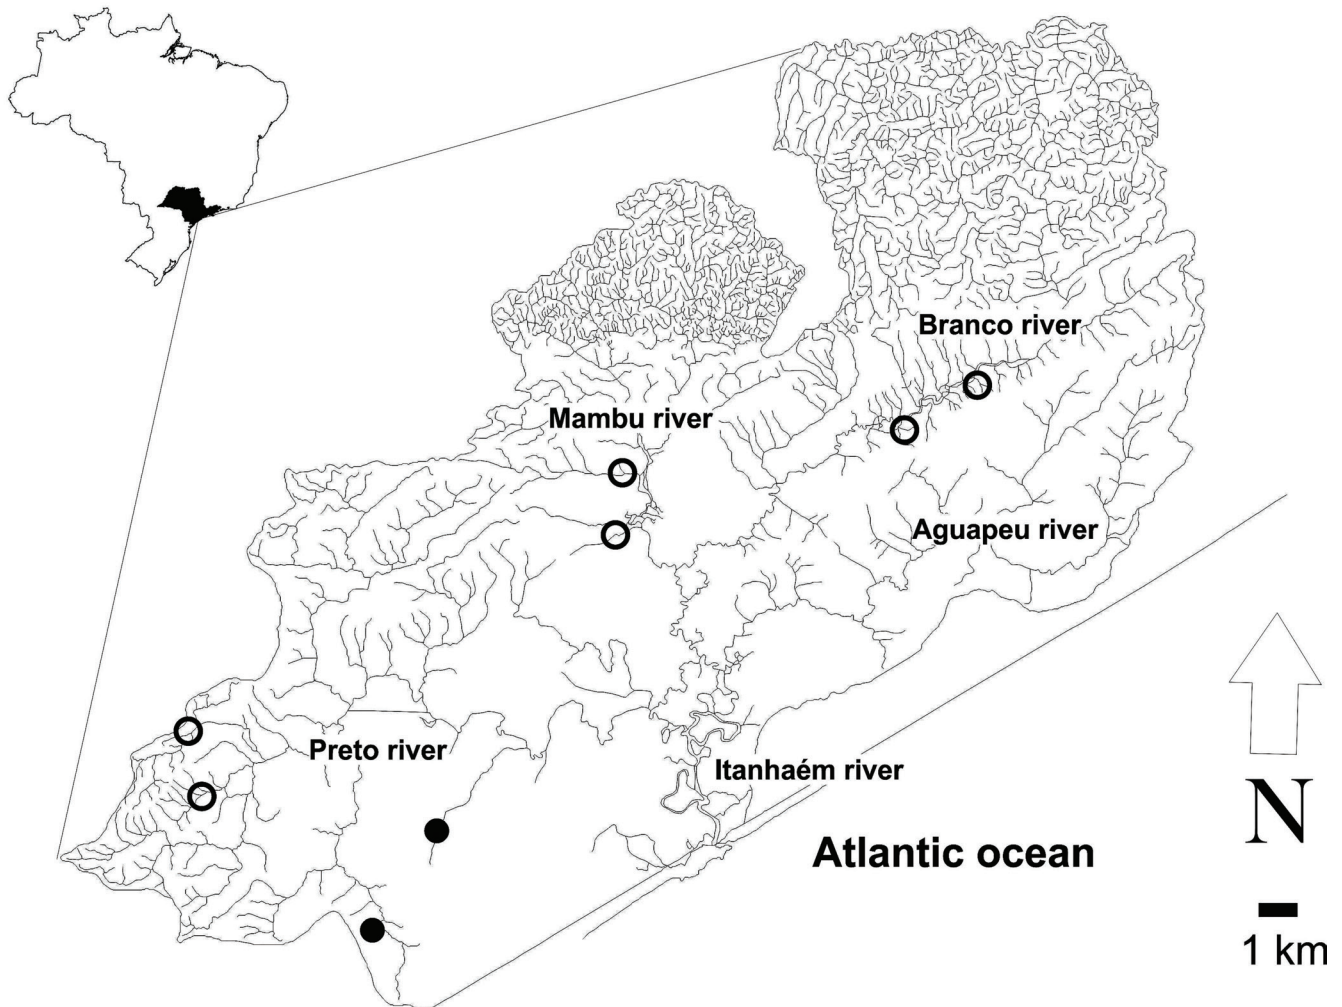 Branco river
Mambu river
Aguapeu river
Preto river
Itanhaém river
Atlantic ocean
N
1 km